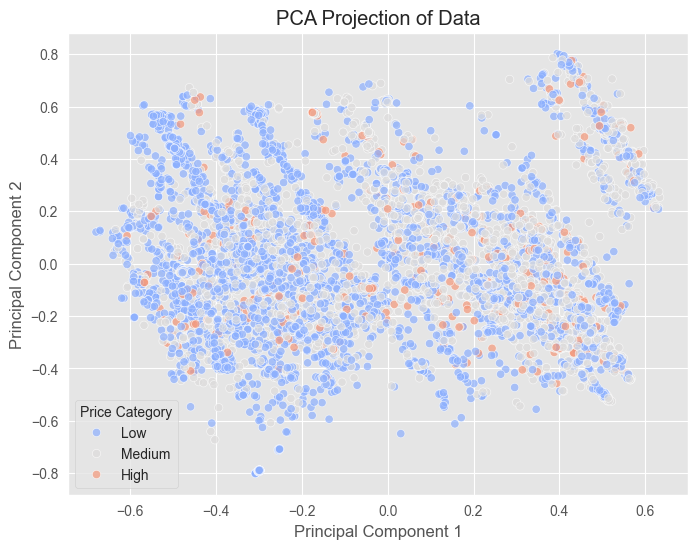 PCA Projection of Data
Principal Component 2
0.8
0.6
0.4
0.2
0.0
−0.2
−0.4
−0.6
−0.8
Price Category
Low
Medium
High
−0.6
−0.4
−0.2
0.0
0.2
0.4
0.6
Principal Component 1